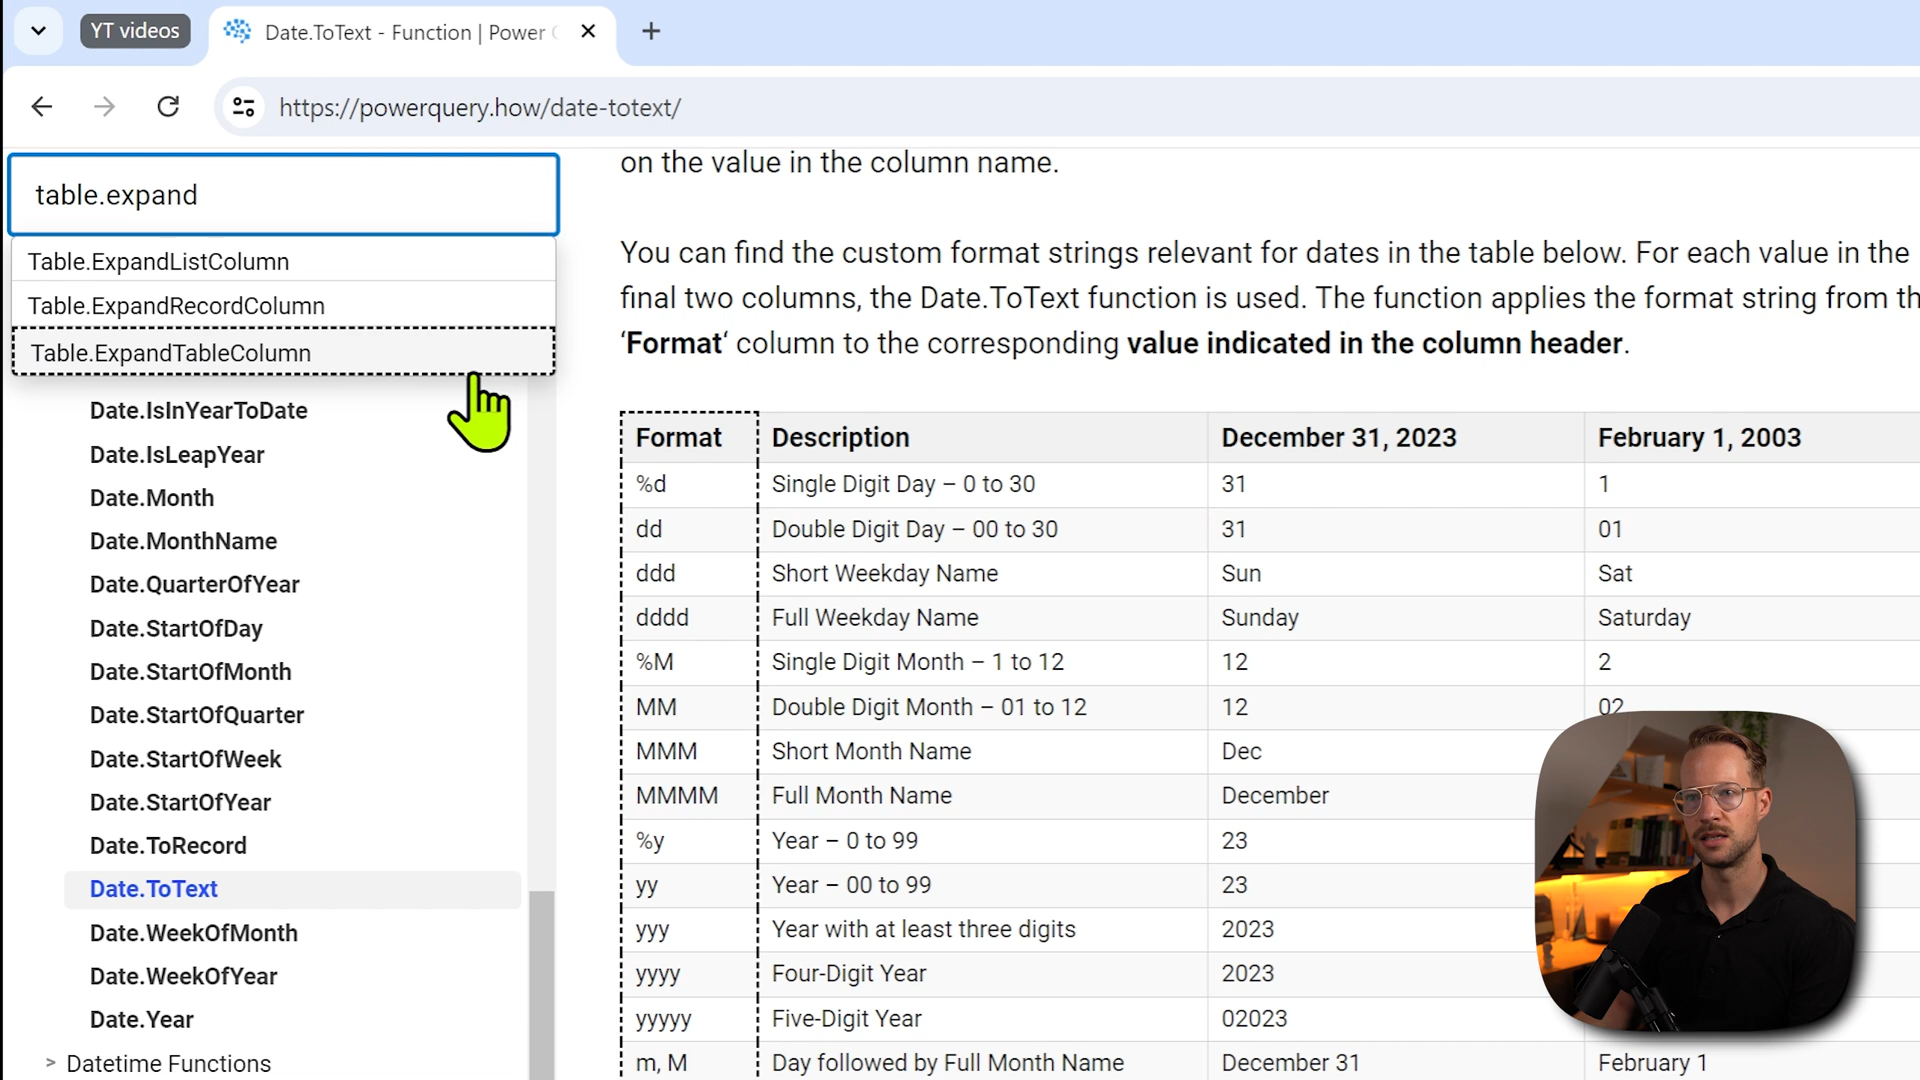 YT videos
Date.ToText - Function | Power
https://powerquery.how/date-totext/
table.expand
Table.ExpandListColumn
Table.ExpandRecordColumn
Table.ExpandTableColumn
Date.IsInYearToDate
Date.IsLeapYear
Date.Month
Date.MonthName
Date.QuarterOfYear
Date.StartOfDay
Date.StartOfMonth
Date.StartOfQuarter
Date.StartOfWeek
Date.StartOfYear
Date.ToRecord
Date.ToText
Date.WeekOfMonth
Date.WeekOfYear
Date.Year
> Datetime Functions
on the value in the column name.
You can find the custom format strings relevant for dates in the table below. For each value in the
final two columns, the Date.ToText function is used. The function applies the format string from
‘Format‘ column to the corresponding value indicated in the column header.
Format Description December 31, 2023 February 1, 2003
%d Single Digit Day – 0 to 30 31 1
dd Double Digit Day – 00 to 30 31 01
ddd Short Weekday Name Sun Sat
dddd Full Weekday Name Sunday Saturday
%M Single Digit Month – 1 to 12 12 2
MM Double Digit Month – 01 to 12 12 02
MMM Short Month Name Dec
MMMM Full Month Name December
%y Year – 0 to 99 23
yy Year – 00 to 99 23
yyy Year with at least three digits 2023
yyyy Four-Digit Year 2023
yyyyy Five-Digit Year 02023
m, M Day followed by Full Month Name December 31 February 1